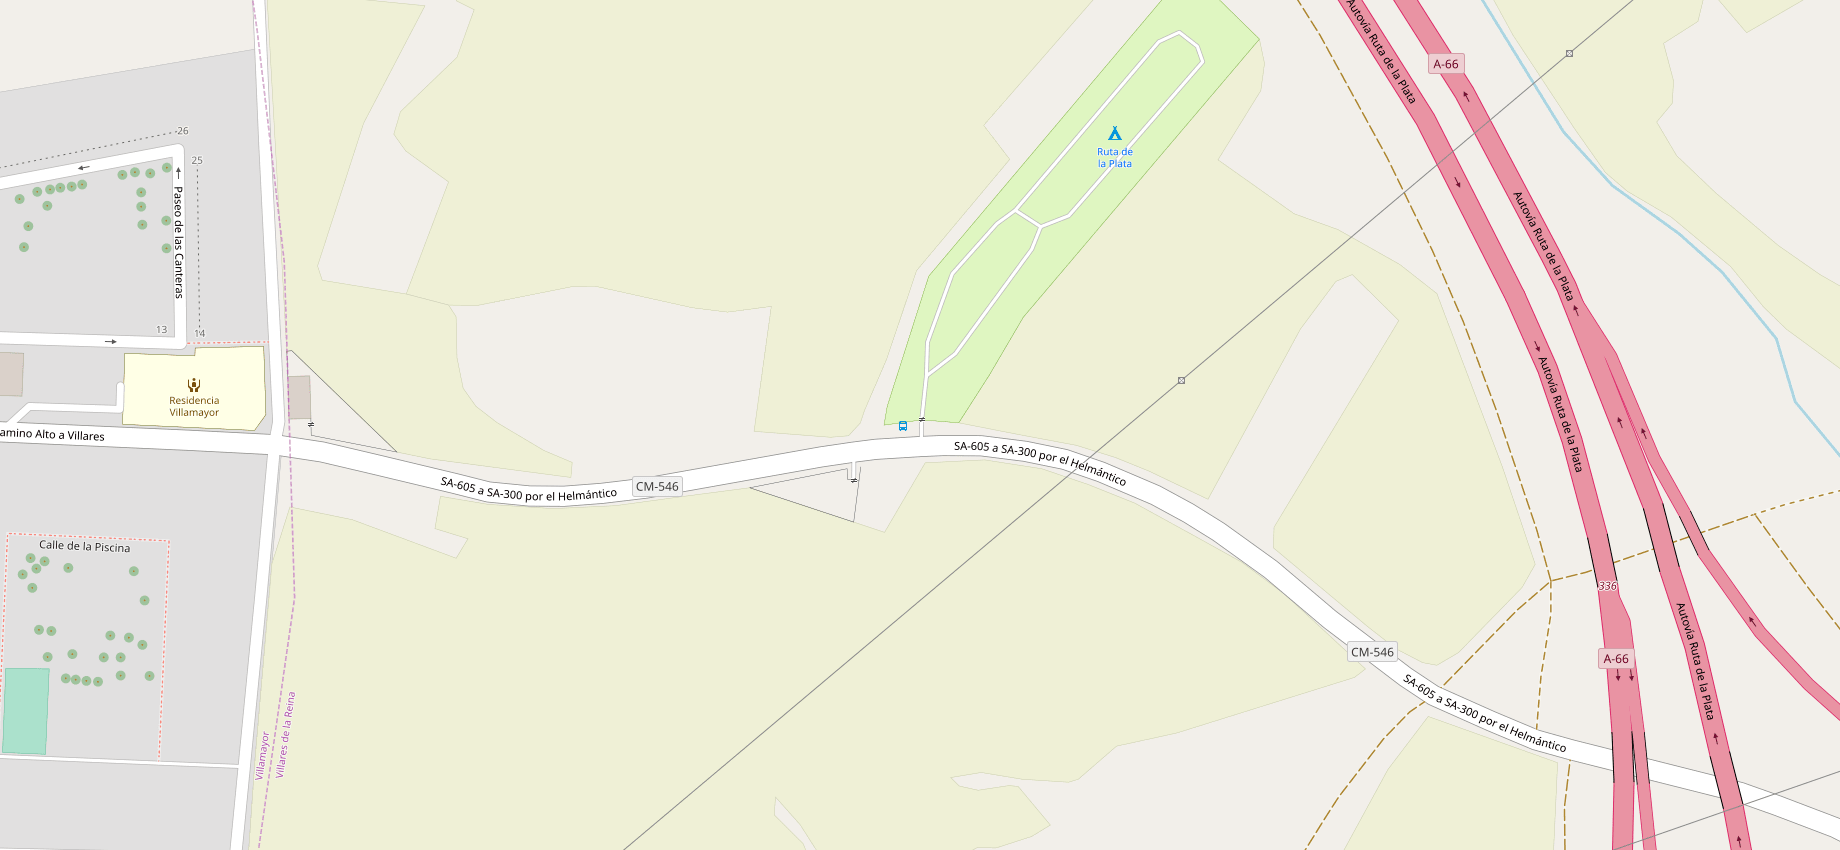 Autovía Ruta de la Plata
A-66
26
25
Ruta de
la Plata
Paseo de las Canteras
Autovía Ruta de la Plata
13
14
Residencia
Villamayor
Autovía Ruta de la Plata
amino Alto a Villares
SA-605 a SA-300 por el Helmántico
SA-605 a SA-300 por el Helmántico
CM-546
Calle de la Piscina
336
Autovía Ruta de la Plata
CM-546
A-66
SA-605 a SA-300 por el Helmántico
Villamayor
Villares de la Reina